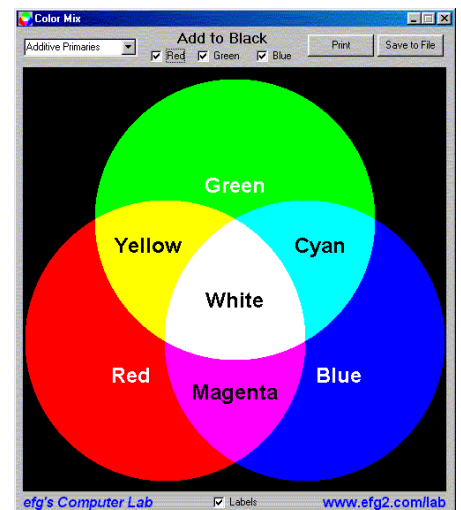 Color Mix
Additive Primaries
Add to Black
Red Green Blue
Print
Save to File
Green
Yellow Cyan
White
Red Blue
Magenta
efg's Computer Lab Labels www.efg2.com/lab